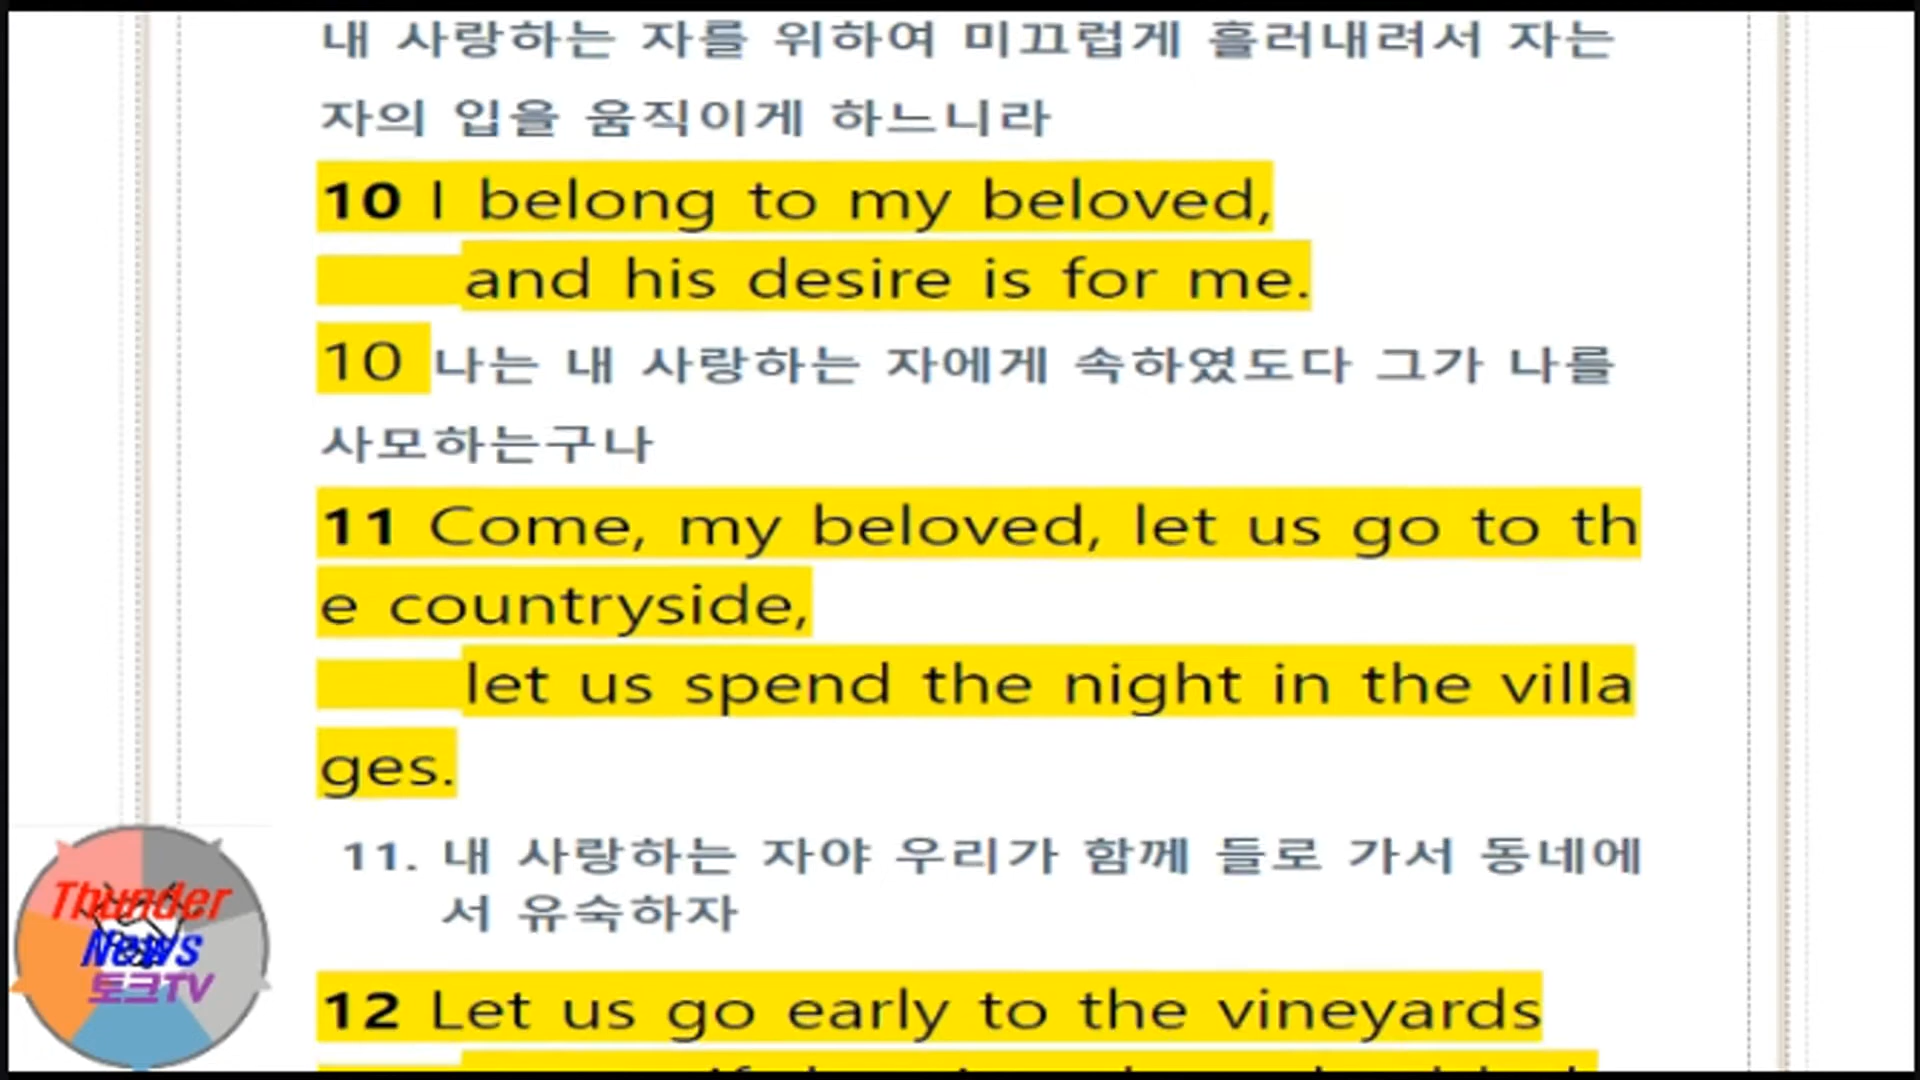 내 사랑하는 자를 위하여 미끄럽게 흘러내려서 자는
자의 입을 움직이게 하느니라
10 I belong to my beloved,
and his desire is for me.
10 나는 내 사랑하는 자에게 속하였도다 그가 나를
사모하는구나
11 Come, my beloved, let us go to th
e countryside,
let us spend the night in the villa
ges.
11. 내 사랑하는 자야 우리가 함께 들로 가서 동네에
서 유숙하자
12 Let us go early to the vineyards
Thunder
News
토크TV